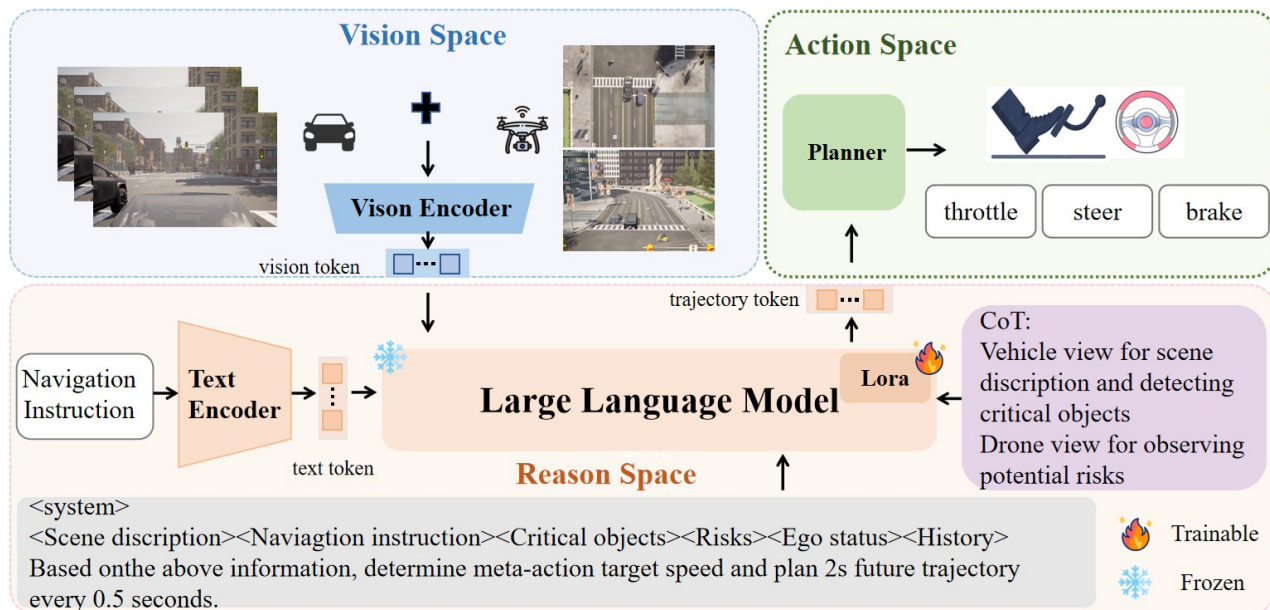 Vision Space
Vison Encoder
vision token
Action Space
Planner
throttle
steer
brake
trajectory token
Navigation
Instruction
Text
Encoder
text token
Large Language Model
Lora
Reason Space
CoT:
Vehicle view for scene
discription and detecting
critical objects
Drone view for observing
potential risks
<system>
<Scene discription><Naviagtion instruction><Critical objects><Risks><Ego status><History>
Based onthe above information, determine meta-action target speed and plan 2s future trajectory
every 0.5 seconds.
Trainable
Frozen